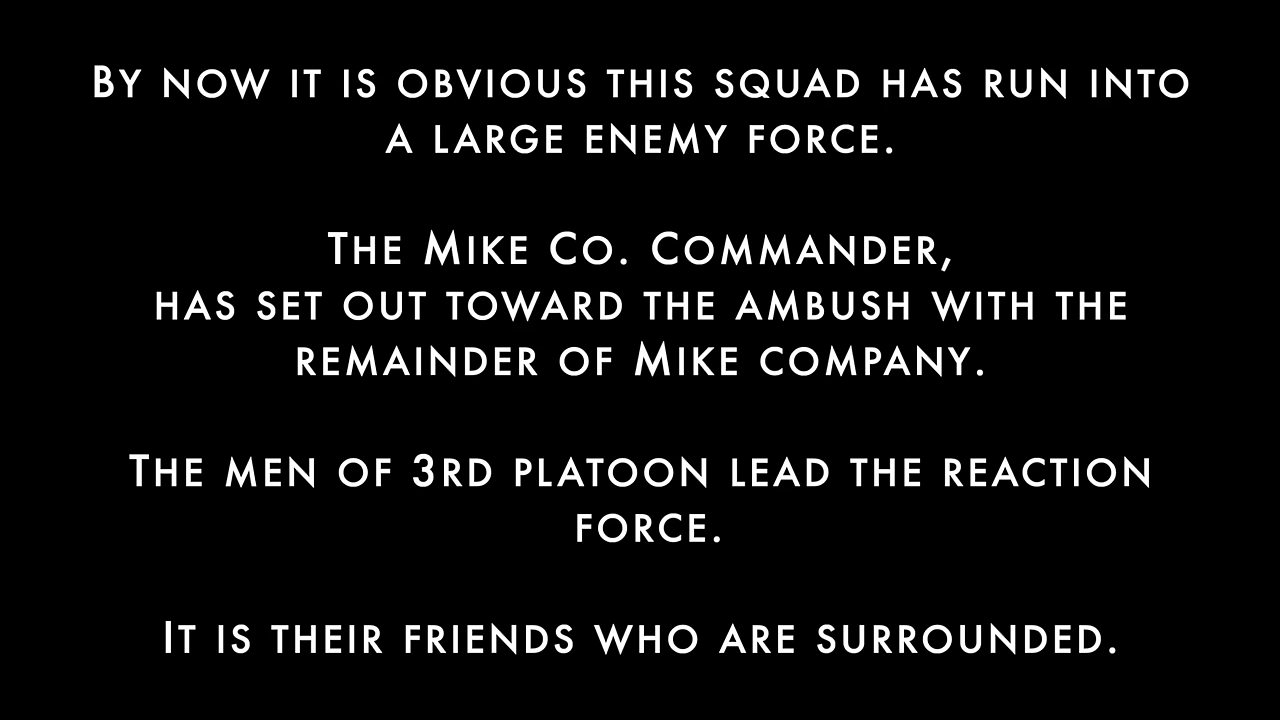 By now it is obvious this squad has run into
a large enemy force.
The Mike Co. Commander,
has set out toward the ambush with the
remainder of Mike company.
The men of 3rd platoon lead the reaction
force.
It is their friends who are surrounded.